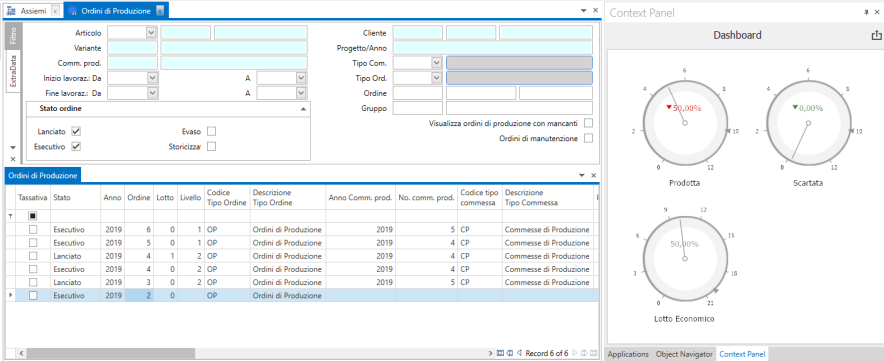 Assiemi
Ordini di Produzione
Filtro
ExtraData
Articolo
Variante
Comm. prod.
Inizio lavoraz.: Da
A
Fine lavoraz.: Da
A
Stato ordine
Lanciato
Evaso
Esecutivo
Storicizza
Cliente
Progetto/Anno
Tipo Com.
Tipo Ord.
Ordine
Gruppo
Visualizza ordini di produzione con mancanti
Ordini di manutenzione
Ordini di Produzione
Tassativa Stato Anno Ordine Lotto Livello Codice Tipo Ordine Descrizione Tipo Ordine Anno Comm. prod. No. comm. prod. Codice tipo commessa Descrizione Tipo Commessa
Esecutivo 2019 6 0 1 OP Ordini di Produzione 2019 5 CP Commesse di Produzione
Esecutivo 2019 5 0 1 OP Ordini di Produzione 2019 4 CP Commesse di Produzione
Lanciato 2019 4 1 2 OP Ordini di Produzione 2019 4 CP Commesse di Produzione
Esecutivo 2019 4 0 2 OP Ordini di Produzione 2019 4 CP Commesse di Produzione
Lanciato 2019 3 0 2 OP Ordini di Produzione 2019 5 CP Commesse di Produzione
Esecutivo 2019 2 0 OP Ordini di Produzione
Record 6 of 6
Context Panel
Dashboard
0 2 4 6 8 10
50,00%
Prodotta
0 2 4 6 8 10
0,00%
Scartata
0 3 6 9 12 15 18 21
50,00%
Lotto Economico
Applications Object Navigator Context Panel